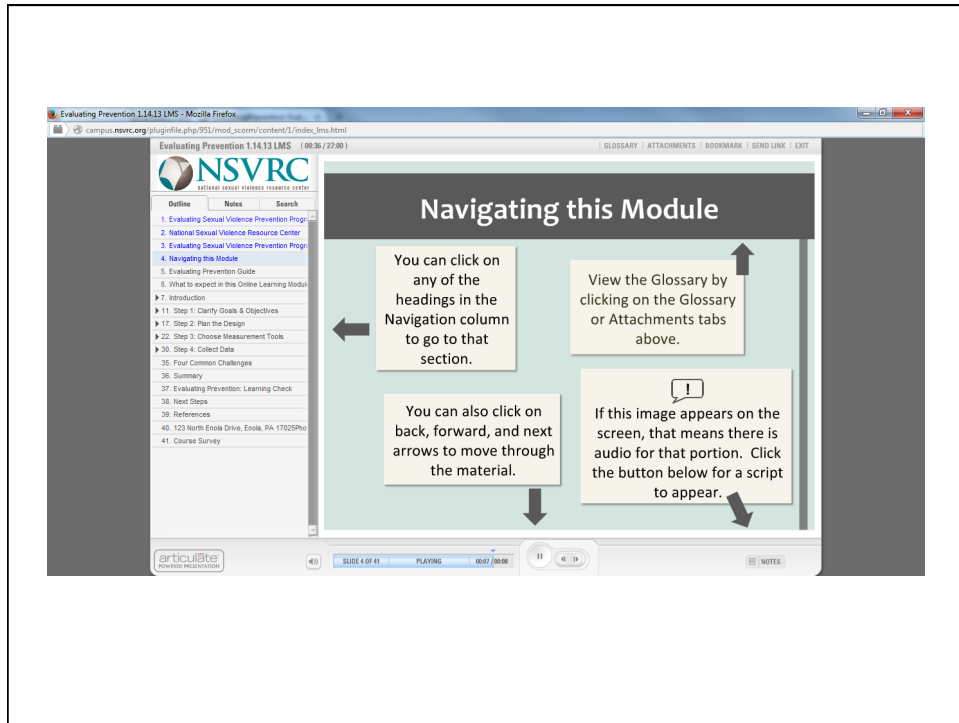 Evaluating Prevention 1.14.13 LMS - Mozilla Firefox
campus.nsvrc.org/pluginfile.php/951/mod_scorm/content/1/index_lms.html
Evaluating Prevention 1.14.13 LMS ( 00:36 / 27:00 )
GLOSSARY | ATTACHMENTS | BOOKMARK | SEND LINK | EXIT
NSVRC
national sexual violence resource center
Outline Notes Search
1. Evaluating Sexual Violence Prevention Progra
2. National Sexual Violence Resource Center
3. Evaluating Sexual Violence Prevention Progra
4. Navigating this Module
5. Evaluating Prevention Guide
6. What to expect in this Online Learning Module
7. Introduction
11. Step 1: Clarify Goals & Objectives
17. Step 2: Plan the Design
22. Step 3: Choose Measurement Tools
30. Step 4: Collect Data
35. Four Common Challenges
36. Summary
37. Evaluating Prevention: Learning Check
38. Next Steps
39. References
40. 123 North Enola Drive, Enola, PA 17025Pho
41. Course Survey
Navigating this Module
You can click on
any of the
headings in the
Navigation column
to go to that
section.
View the Glossary by
clicking on the Glossary
or Attachments tabs
above.
You can also click on
back, forward, and next
arrows to move through
the material.
!
If this image appears on the
screen, that means there is
audio for that portion. Click
the button below for a script
to appear.
articulate
POWERED PRESENTATION
SLIDE 4 OF 41 PLAYING 00:07 / 00:08
NOTES